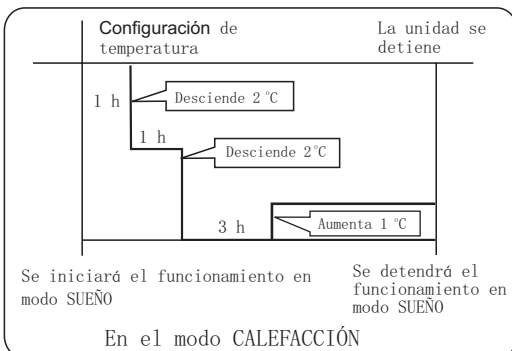 Configuración de
temperatura
La unidad se
detiene
1 h
Desciende 2 °C
1 h
Desciende 2°C
3 h
Aumenta 1 °C
Se iniciará el funcionamiento en
modo SUEÑO
Se detendrá el
funcionamiento en
modo SUEÑO
En el modo CALEFACCIÓN